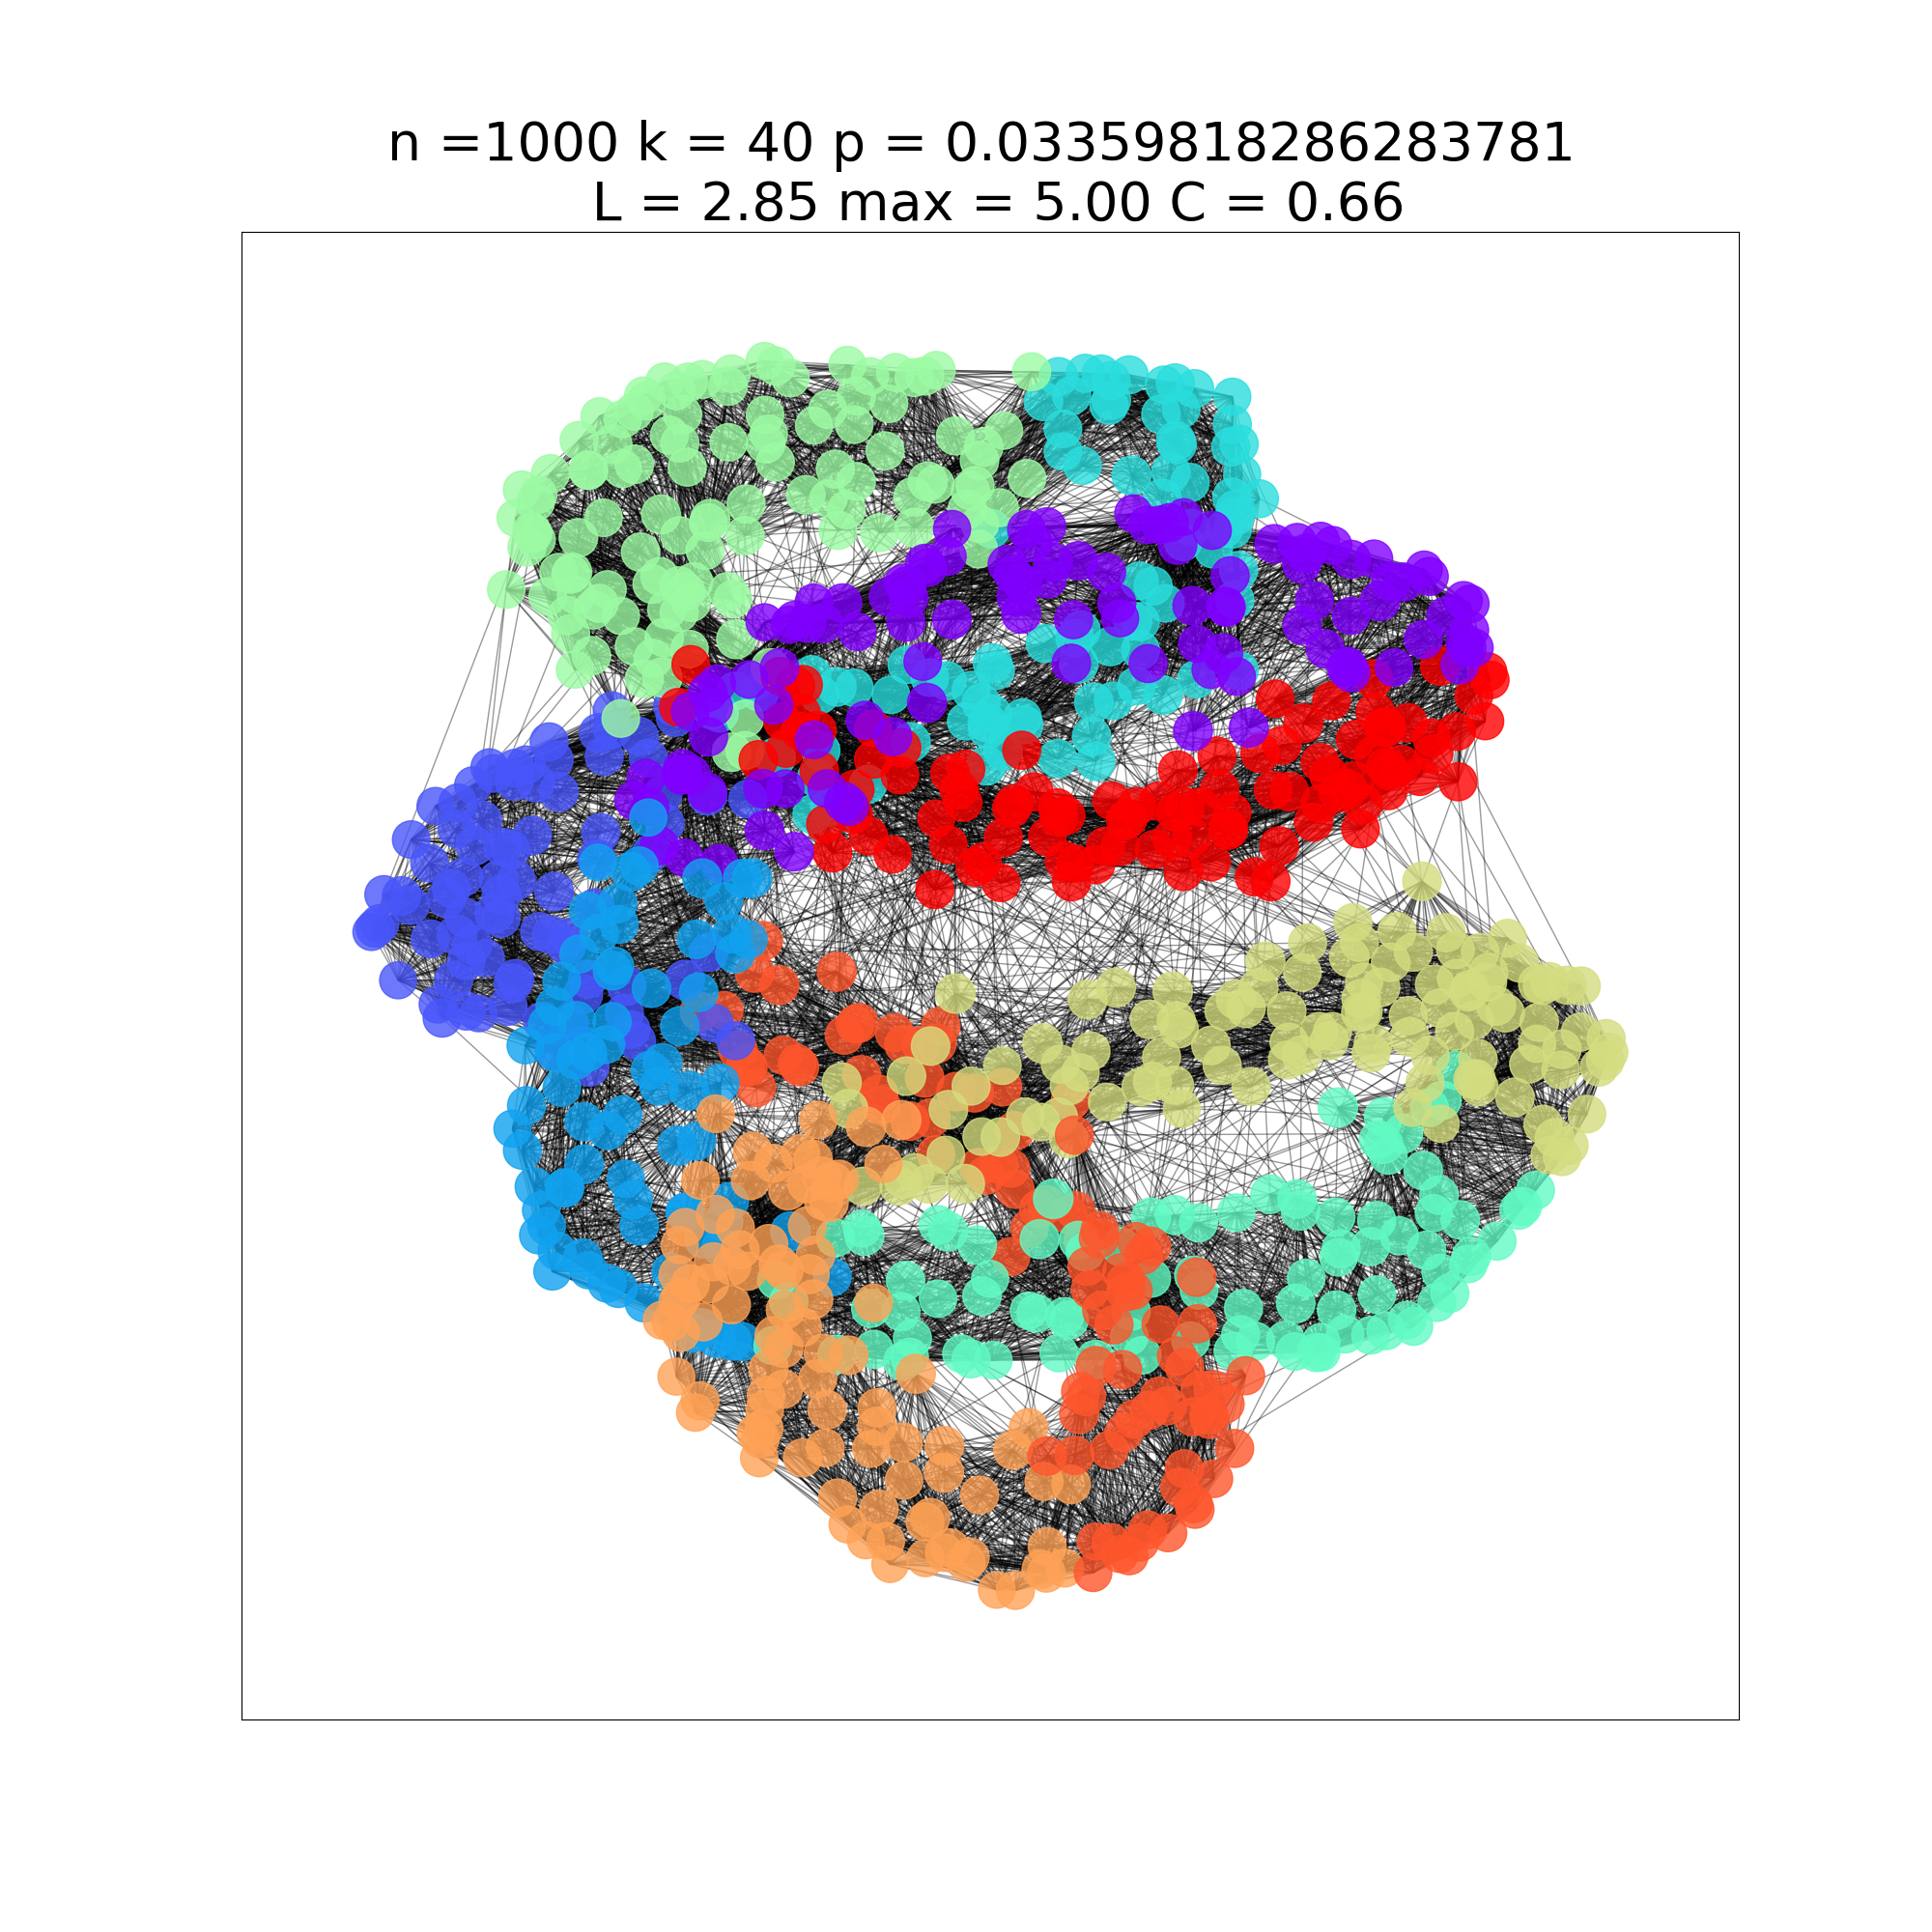 n =1000 k = 40 p = 0.03359818286283781
L = 2.85 max = 5.00 C = 0.66